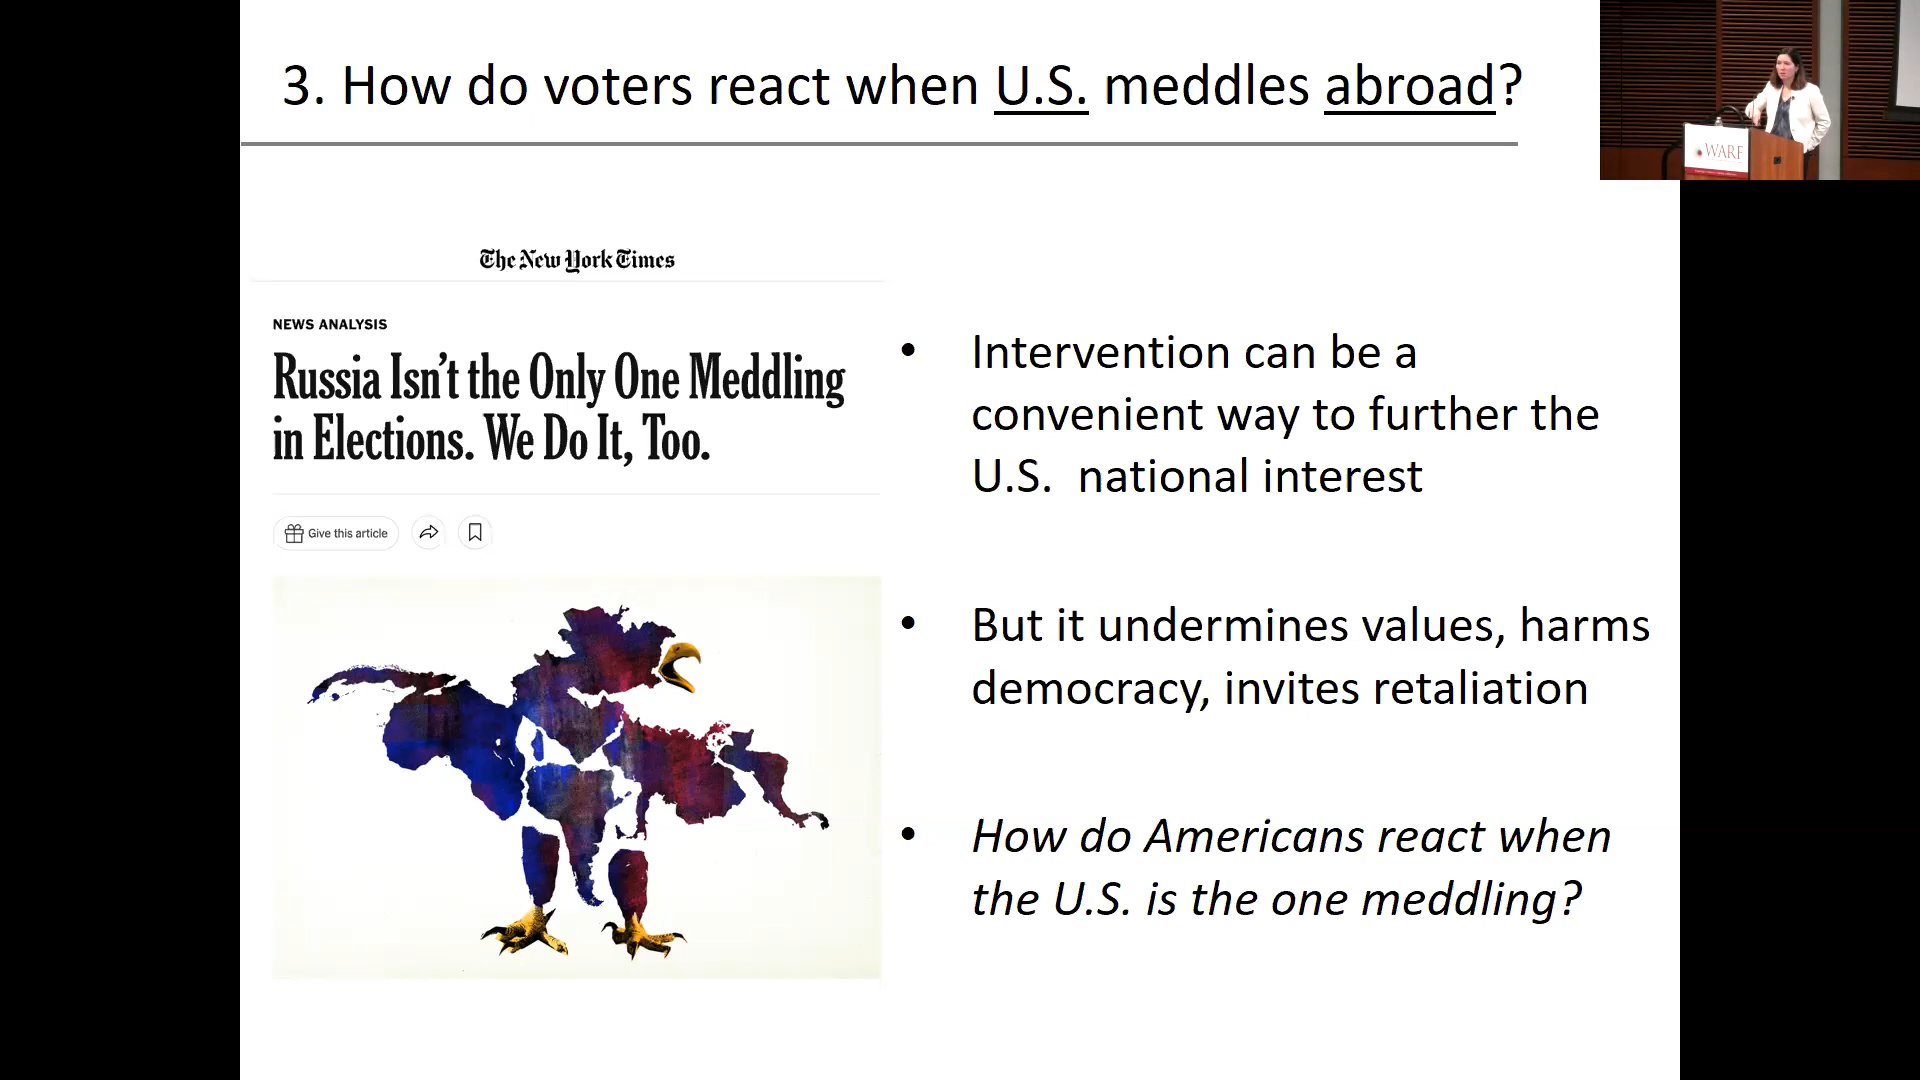 3. How do voters react when U.S. meddles abroad?
WARF
The New York Times
NEWS ANALYSIS
Russia Isn't the Only One Meddling
in Elections. We Do It, Too.
Give this article
• Intervention can be a
convenient way to further the
U.S.  national interest
• But it undermines values, harms
democracy, invites retaliation
• How do Americans react when
the U.S. is the one meddling?